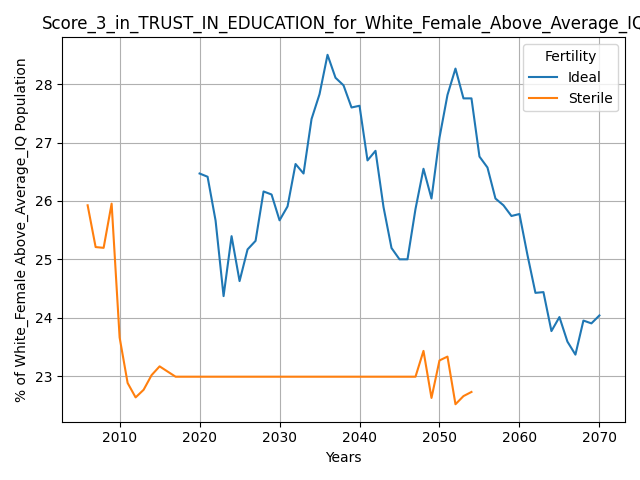 Score_3_in_TRUST_IN_EDUCATION_for_White_Female_Above_Average_IQ
% of White_Female Above_Average_IQ Population
28
27
26
25
24
23
Fertility
Ideal
Sterile
2010 2020 2030 2040 2050 2060 2070
Years